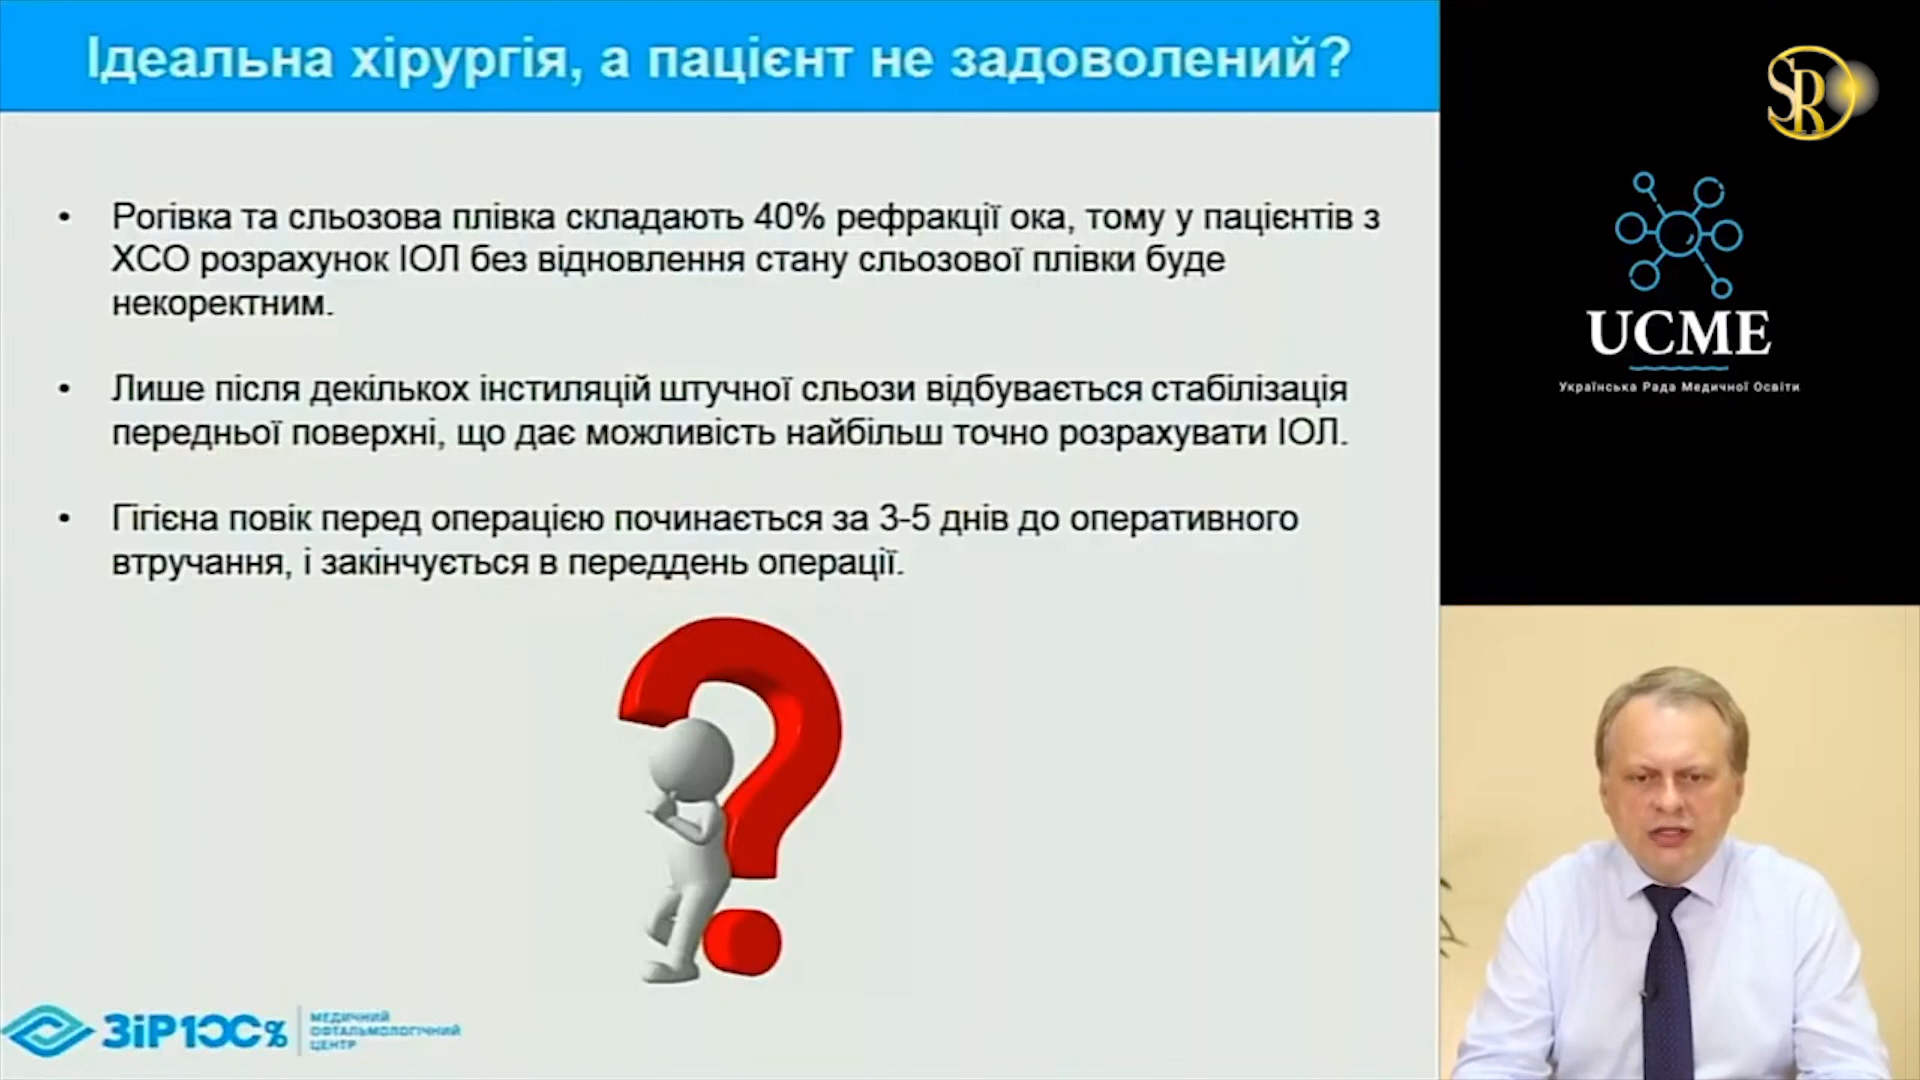 Ідеальна хірургія, а пацієнт не задоволений?
• Рогівка та сльозова плівка складають 40% рефракції ока, тому у пацієнтів з
ХСО розрахунок ІОЛ без відновлення стану сльозової плівки буде
некоректним.
• Лише після декількох інстиляцій штучної сльози відбувається стабілізація
передньої поверхні, що дає можливість найбільш точно розрахувати ІОЛ.
• Гігієна повік перед операцією починається за 3-5 днів до оперативного
втручання, і закінчується в переддень операції.
ЗіР100%
МЕДИЧНИЙ
ОФТАЛЬМОЛОГІЧНИЙ
ЦЕНТР
SR
UCME
Українська Рада Медичної Освіти